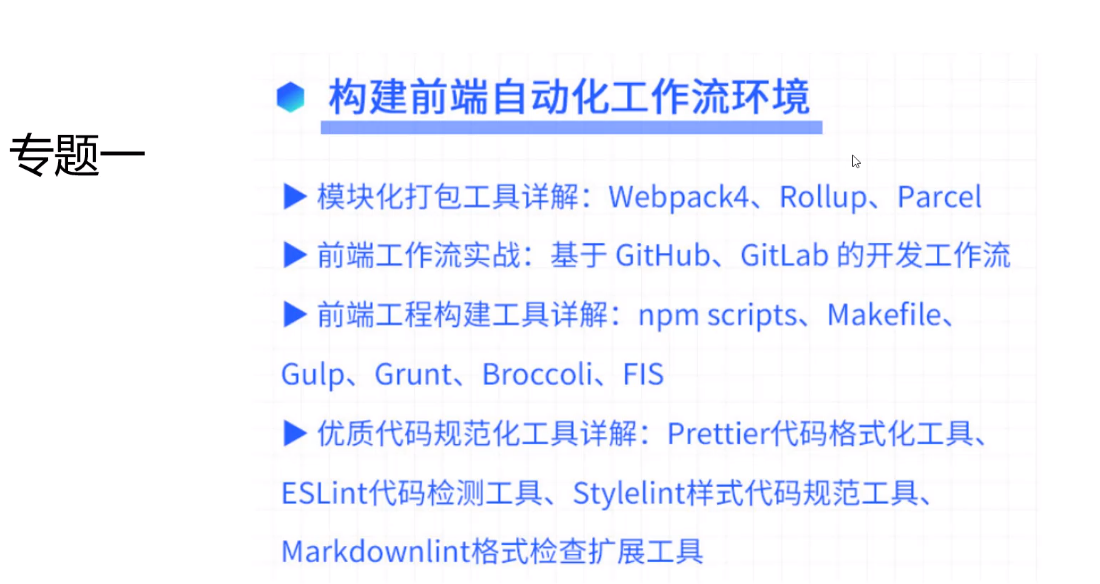 构建前端自动化工作流环境
专题一
▶ 模块化打包工具详解：Webpack4、Rollup、Parcel
▶ 前端工作流实战：基于 GitHub、GitLab 的开发工作流
▶ 前端工程构建工具详解：npm scripts、Makefile、
Gulp、Grunt、Broccoli、FIS
▶ 优质代码规范化工具详解：Prettier代码格式化工具、
ESLint代码检测工具、Stylelint样式代码规范工具、
Markdownlint格式检查扩展工具